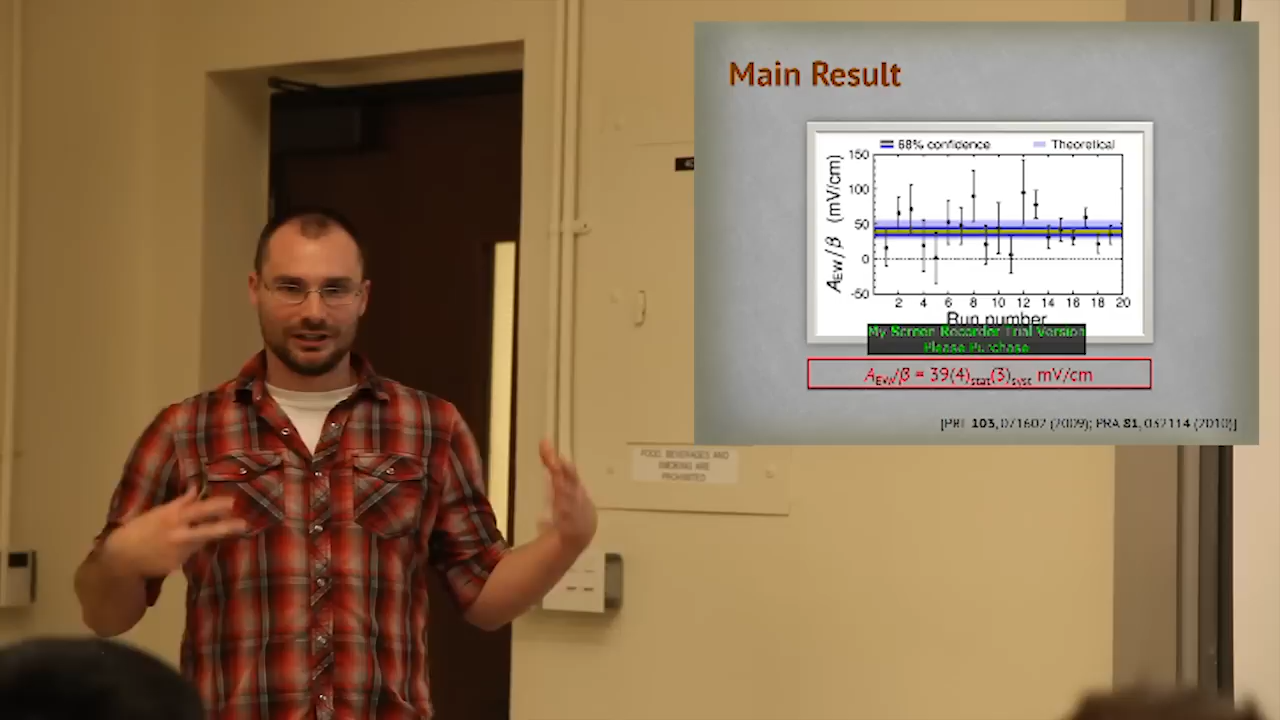 Main Result
68% confidence
Theoretical
150
100
50
0
-50
A_EW/β (mV/cm)
2 4 6 8 10 12 14 16 18 20
Run number
My Screen Recorder Trial Version
Please Purchase
A_EW/β = 39(4)_stat(3)_syst mV/cm
[PRL 103, 071602 (2009); PRA 81, 032114 (2010)]
FOOD, BEVERAGES AND
SMOKING ARE
PROHIBITED